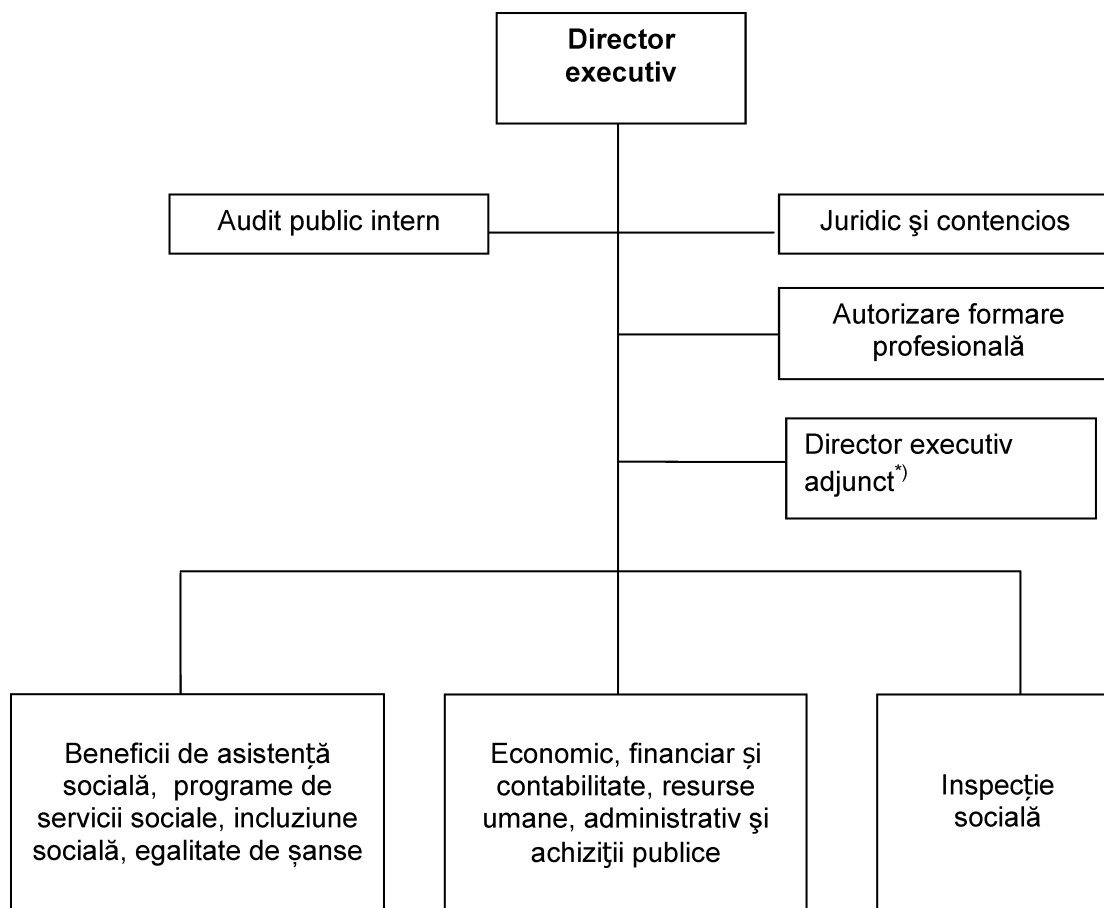 Director
executiv
Audit public intern
Juridic şi contencios
Autorizare formare
profesională
Director executiv
adjunct*)
Beneficii de asistență
socială, programe de
servicii sociale, incluziune
socială, egalitate de șanse
Economic, financiar și
contabilitate, resurse
umane, administrativ şi
achiziţii publice
Inspecție
socială